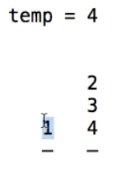 temp = 4
2
3
1 4
_ _